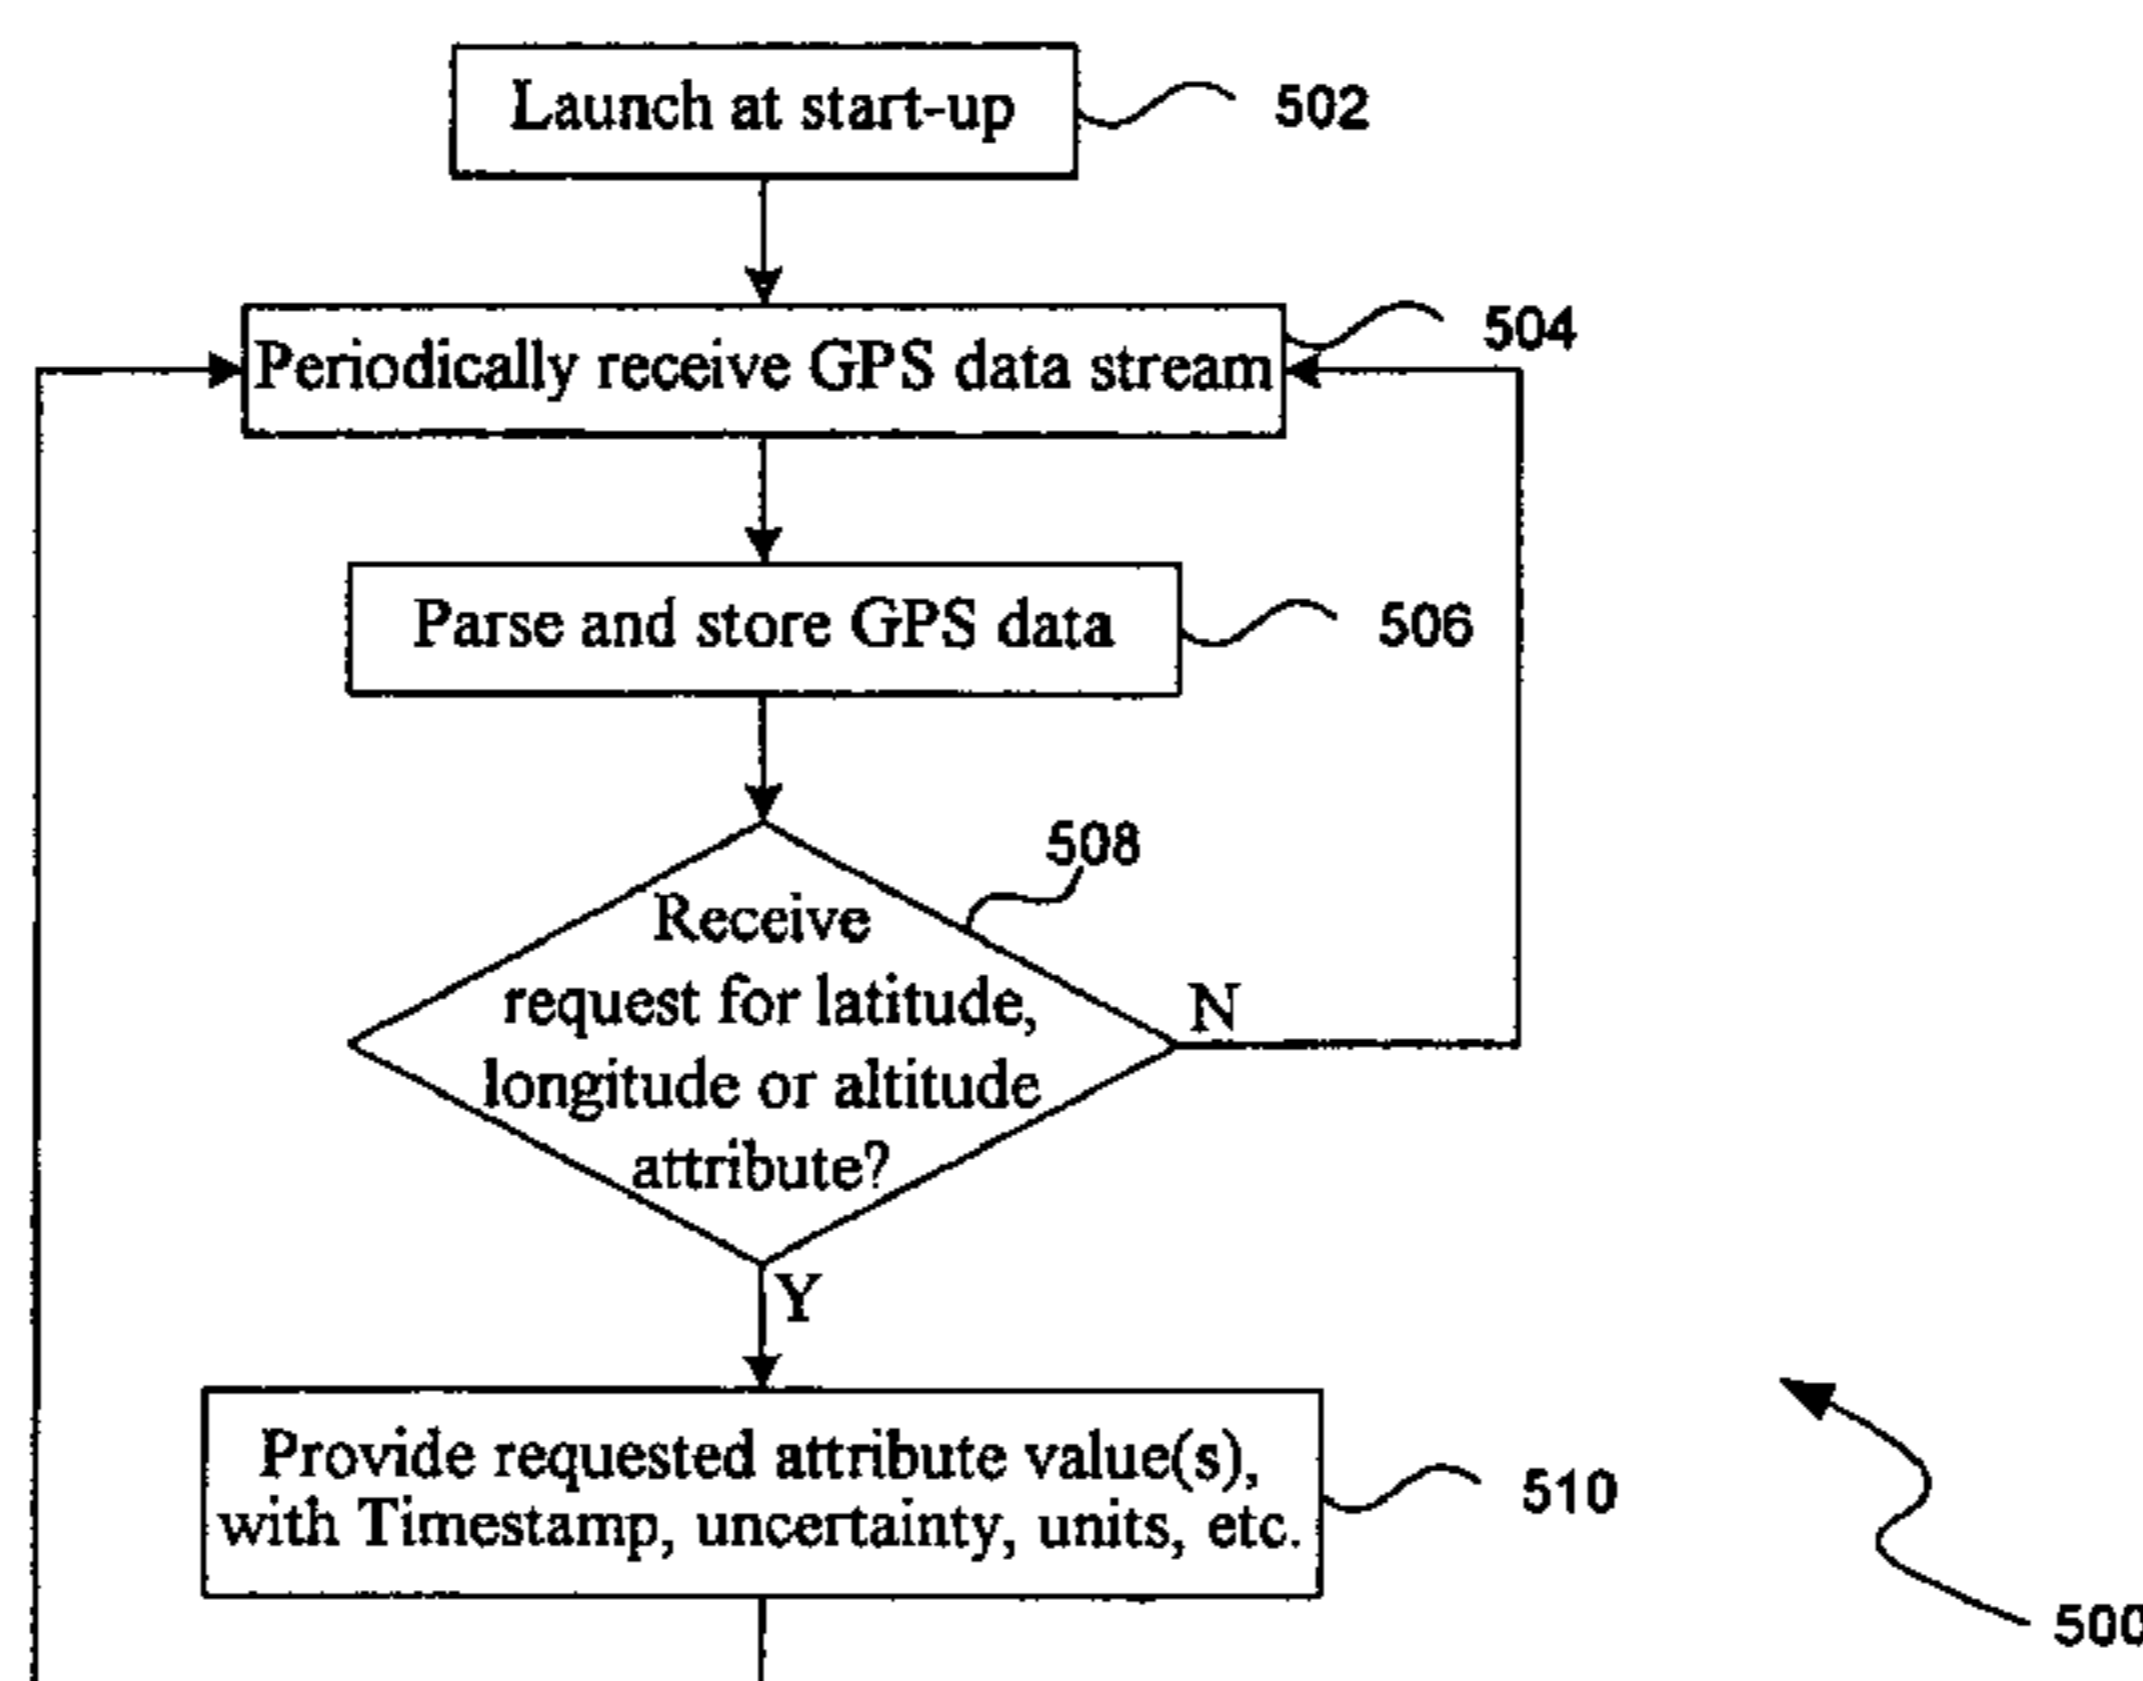 Launch at start-up
502
504
Periodically receive GPS data stream
Parse and store GPS data
506
508
Receive
request for latitude,
longitude or altitude
attribute?
N
Y
Provide requested attribute value(s),
with Timestamp, uncertainty, units, etc.
510
500